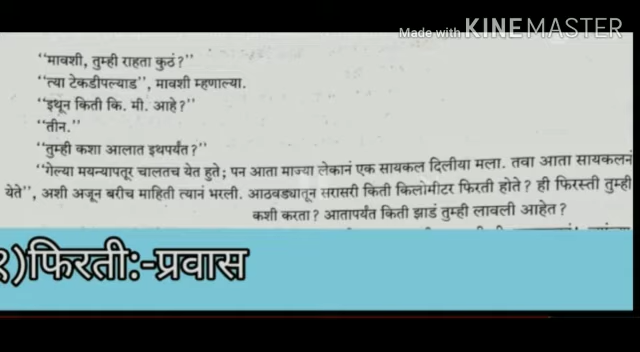 Made with KINEMASTER
"मावशी, तुम्ही राहता कुठं?"
"त्या टेकडीपल्याड", मावशी म्हणाल्या.
"इथून किती कि. मी. आहे?"
"तीन."
"तुम्ही कशा आलात इथपर्यंत?"
"गेल्या मयन्यापतूर चालतच येत हुते; पन आता माज्या लेकानं एक सायकल दिलीया मला. तवा आता सायकलनं
येते", अशी अजून बरीच माहिती त्यानं भरली. आठवड्यातून सरासरी किती किलोमीटर फिरती होते? ही फिरस्ती तुम्ही
कशी करता? आतापर्यंत किती झाडं तुम्ही लावली आहेत?
१)फिरती:-प्रवास